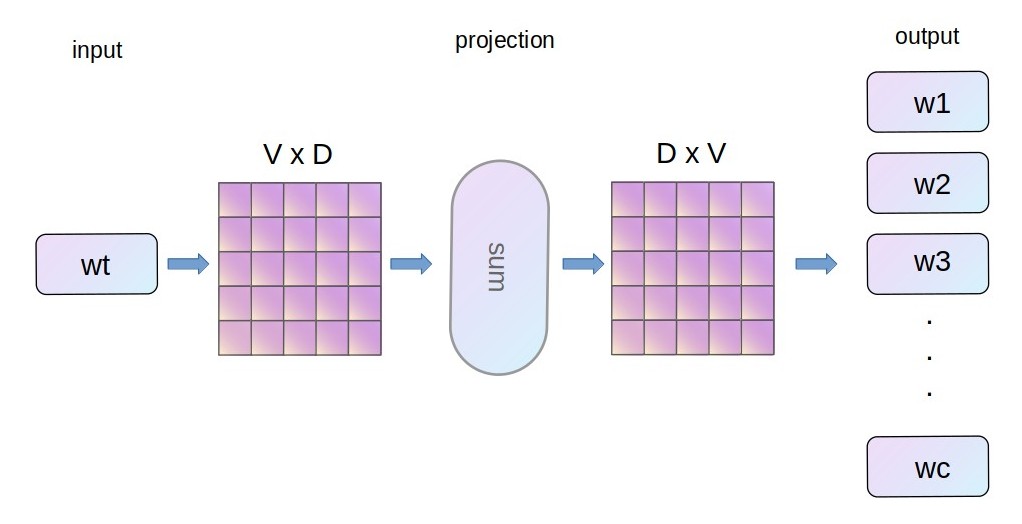 input
projection
output
V x D
D x V
wt
sum
w1
w2
w3
.
.
.
wc